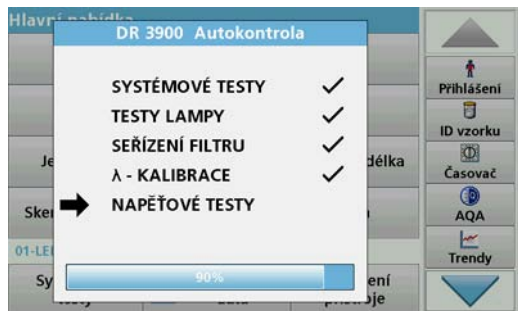 Hlavní nabídka
DR 3900 Autokontrola
SYSTÉMOVÉ TESTY
TESTY LAMPY
SEŘÍZENÍ FILTRU
λ - KALIBRACE
NAPĚŤOVÉ TESTY
90%
Přihlášení
ID vzorku
Časovač
AQA
Trendy